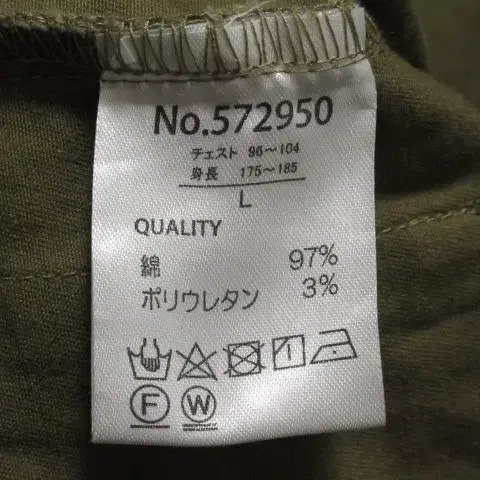 No.572950
チェスト 96～104
身長 175～185
L
QUALITY
綿 97%
ポリウレタン 3%
F W